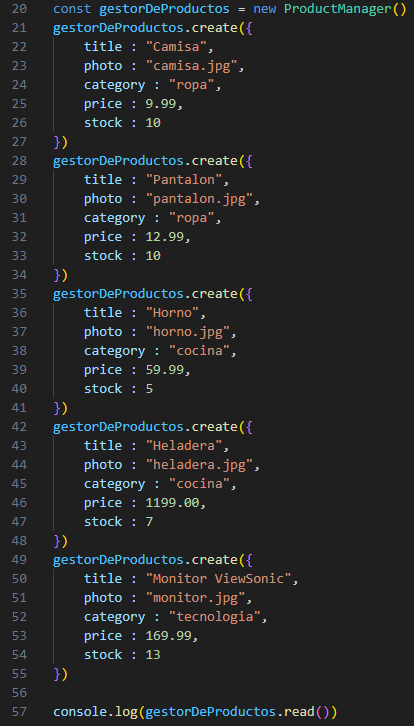 20 const gestorDeProductos = new ProductManager()
21 gestorDeProductos.create({
22     title : "Camisa",
23     photo : "camisa.jpg",
24     category : "ropa",
25     price : 9.99,
26     stock : 10
27 })
28 gestorDeProductos.create({
29     title : "Pantalon",
30     photo : "pantalon.jpg",
31     category : "ropa",
32     price : 12.99,
33     stock : 10
34 })
35 gestorDeProductos.create({
36     title : "Horno",
37     photo : "horno.jpg",
38     category : "cocina",
39     price : 59.99,
40     stock : 5
41 })
42 gestorDeProductos.create({
43     title : "Heladera",
44     photo : "heladera.jpg",
45     category : "cocina",
46     price : 1199.00,
47     stock : 7
48 })
49 gestorDeProductos.create({
50     title : "Monitor ViewSonic",
51     photo : "monitor.jpg",
52     category : "tecnologia",
53     price : 169.99,
54     stock : 13
55 })
56
57 console.log(gestorDeProductos.read())